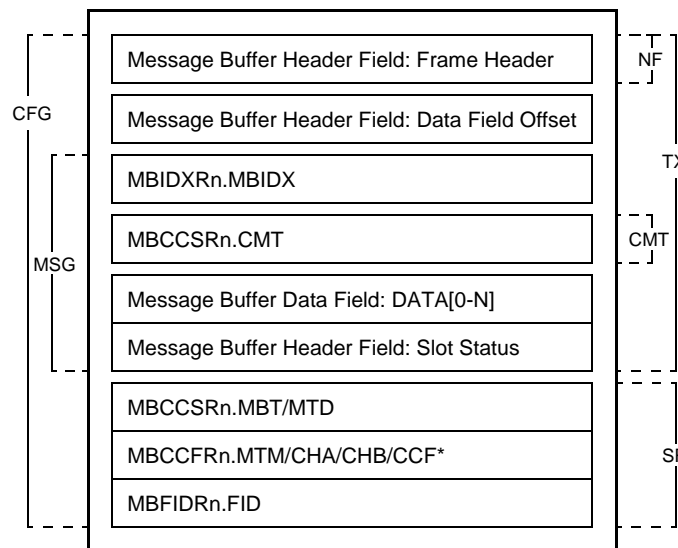 Message Buffer Header Field: Frame Header
NF
CFG
Message Buffer Header Field: Data Field Offset
MBIDXRn.MBIDX
MBCCSRn.CMT
CMT
MSG
Message Buffer Data Field: DATA[0-N]
Message Buffer Header Field: Slot Status
MBCCSRn.MBT/MTD
MBCCFRn.MTM/CHA/CHB/CCF*
MBFIDRn.FID